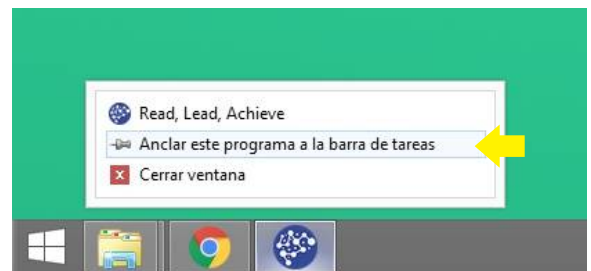 Read, Lead, Achieve
Anclar este programa a la barra de tareas
Cerrar ventana